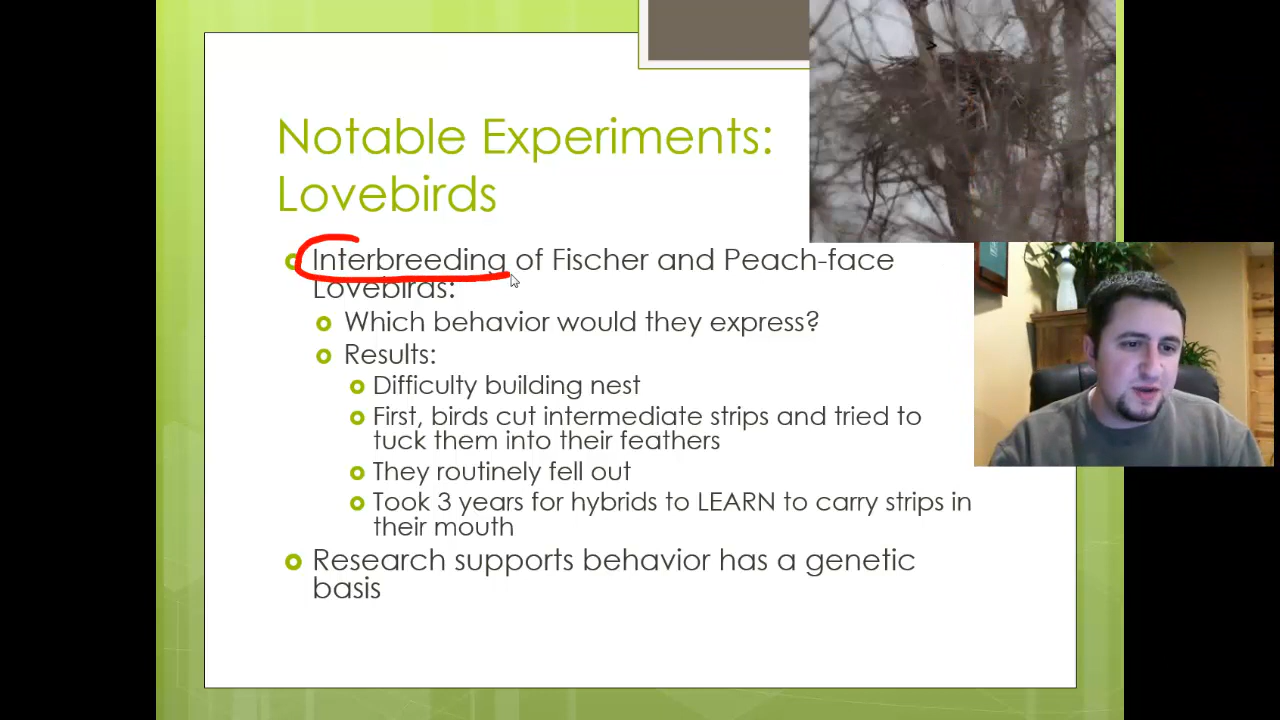 Notable Experiments:
Lovebirds
Interbreeding of Fischer and Peach-face
Lovebirds:
Which behavior would they express?
Results:
Difficulty building nest
First, birds cut intermediate strips and tried to
tuck them into their feathers
They routinely fell out
Took 3 years for hybrids to LEARN to carry strips in
their mouth
Research supports behavior has a genetic
basis